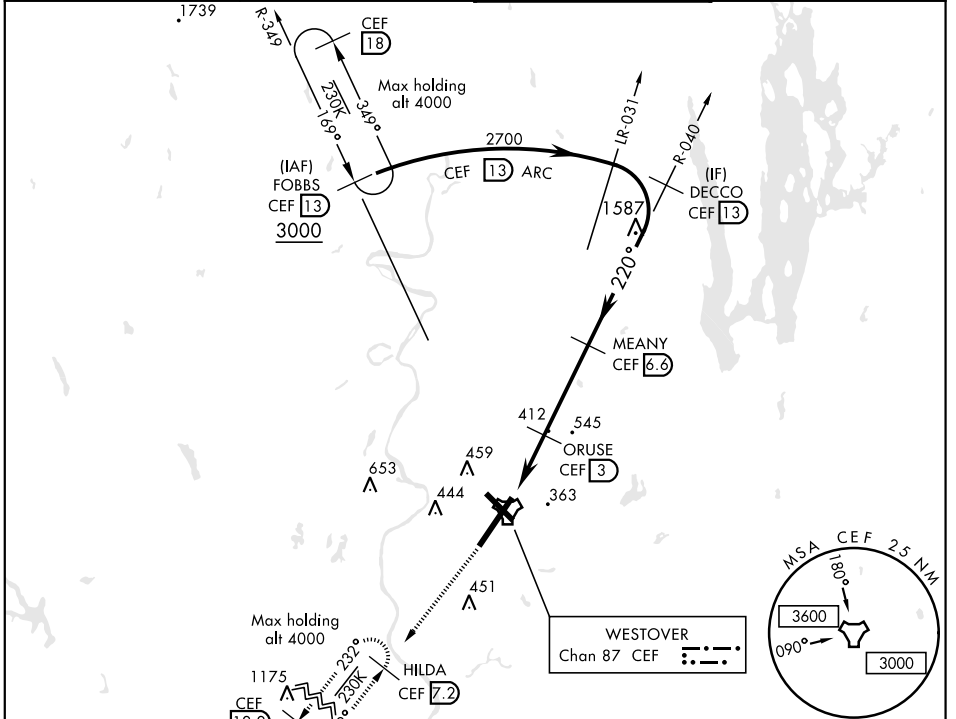 1739
R-349
CEF
18
Max holding
alt 4000
230K
169°
349°
2700
CEF 13 ARC
LR-031
R-040
(IAF)
FOBBS
CEF 13
3000
(IF)
DECCO
CEF 13
1587
220°
MEANY
CEF 6.6
412
545
ORUSE
CEF 3
459
653
444
363
451
MSA CEF 25 NM
180°
3600
090°
3000
WESTOVER
Chan 87 CEF
Max holding
alt 4000
232°
230K
HILDA
CEF 7.2
1175
CEF